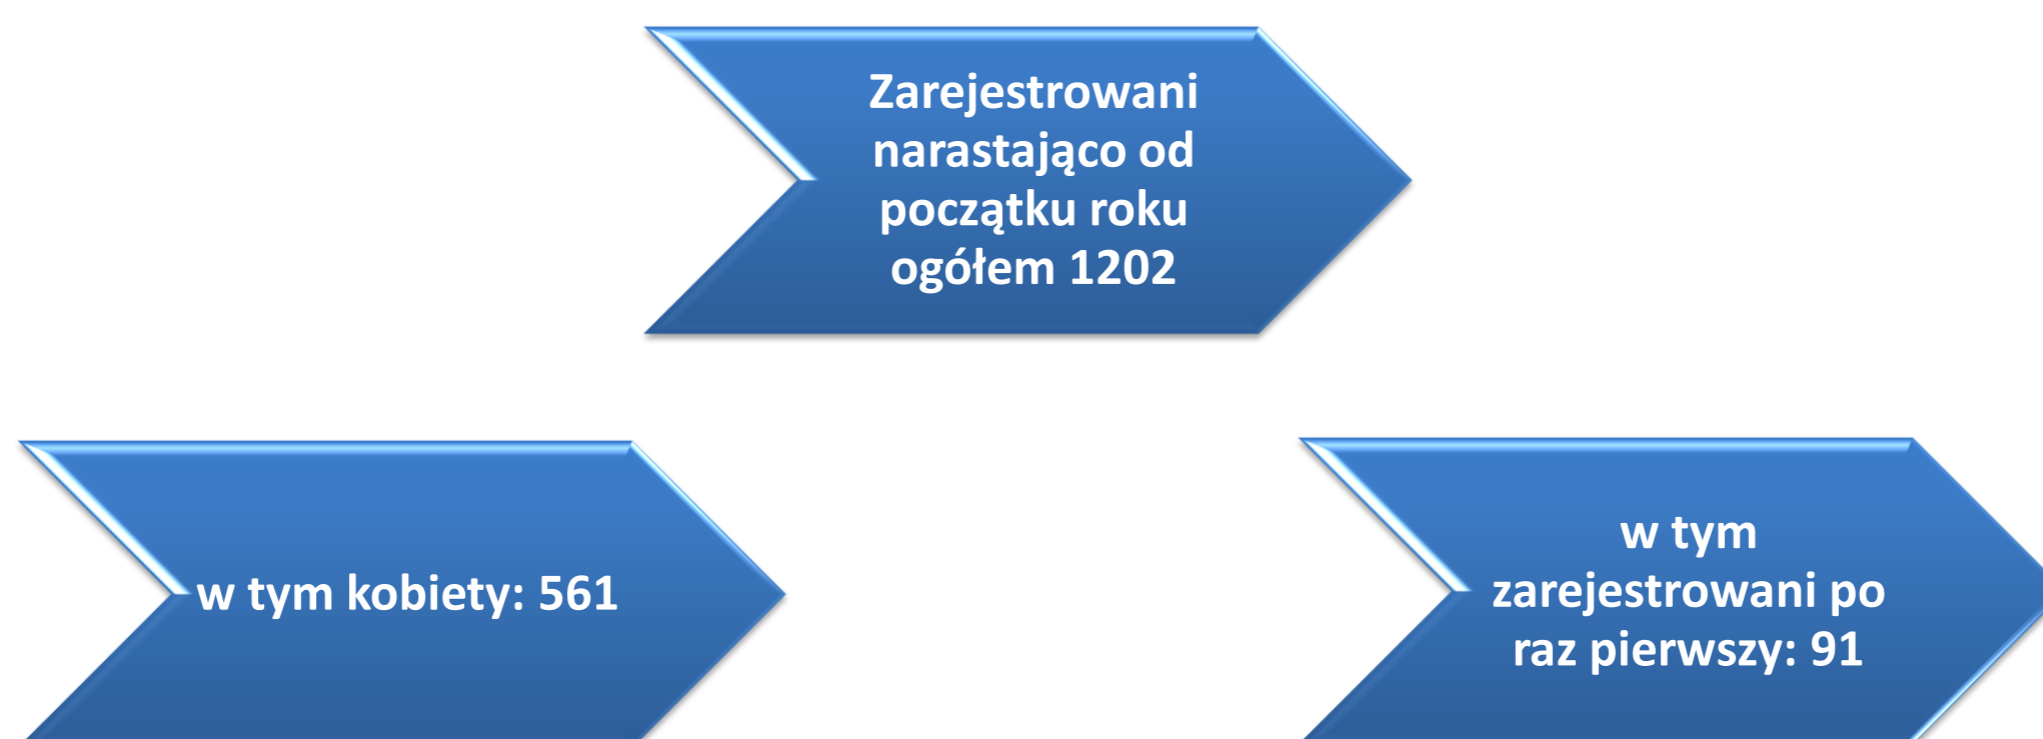 Zarejestrowani
narastająco od
początku roku
ogółem 1202
w tym kobiety: 561
w tym
zarejestrowani po
raz pierwszy: 91